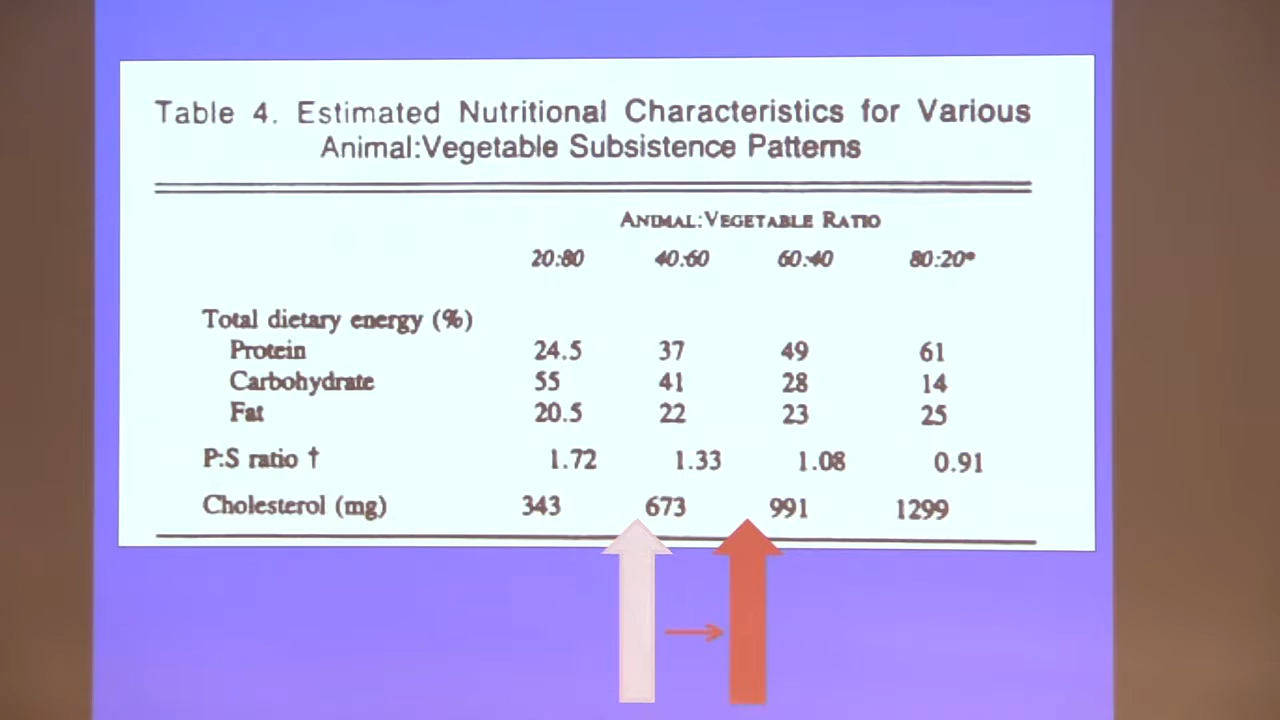 Table 4. Estimated Nutritional Characteristics for Various
Animal:Vegetable Subsistence Patterns
ANIMAL:VEGETABLE RATIO
20:80 40:60 60:40 80:20*
Total dietary energy (%)
Protein 24.5 37 49 61
Carbohydrate 55 41 28 14
Fat 20.5 22 23 25
P:S ratio † 1.72 1.33 1.08 0.91
Cholesterol (mg) 343 673 991 1299